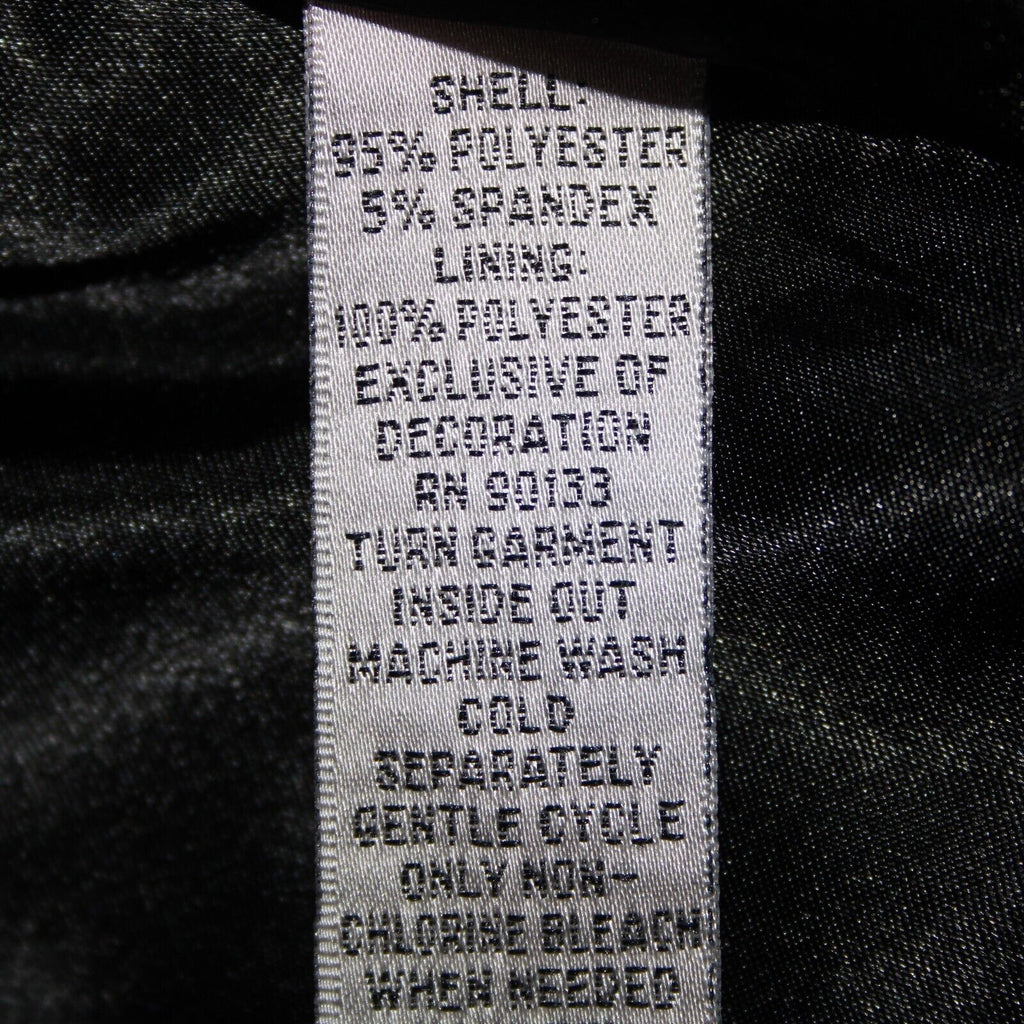 SHELL:
95% POLYESTER
5% SPANDEX
LINING:
100% POLYESTER
EXCLUSIVE OF
DECORATION
RN 90133
TURN GARMENT
INSIDE OUT
MACHINE WASH
COLD
SEPARATELY
GENTLE CYCLE
ONLY NON-
CHLORINE BLEACH
WHEN NEEDED